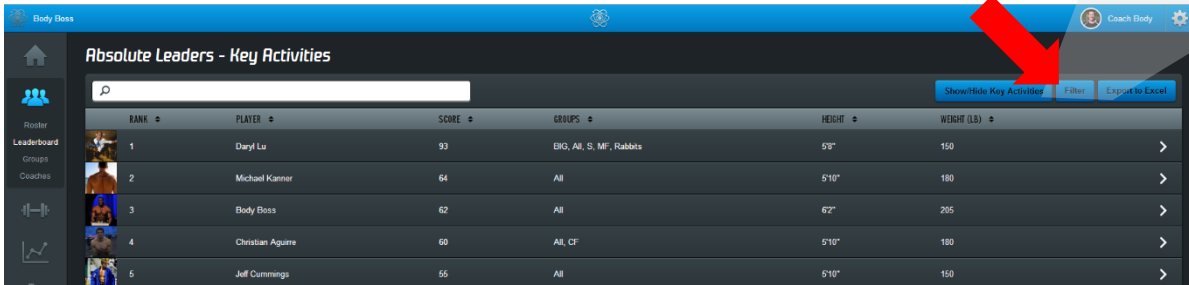 Body Boss
Coach Body
Absolute Leaders - Key Activities
Show/Hide Key Activities Filter Export to Excel
RANK PLAYER SCORE GROUPS HEIGHT WEIGHT (LB)
1 Daryl Lu 93 BIG, All, S, MF, Rabbits 5'8" 150
2 Michael Kanner 64 All 5'10" 180
3 Body Boss 62 All 6'2" 205
4 Christian Aguirre 60 All, CF 5'10" 180
5 Jeff Cummings 55 All 5'10" 150
Roster
Leaderboard
Groups
Coaches